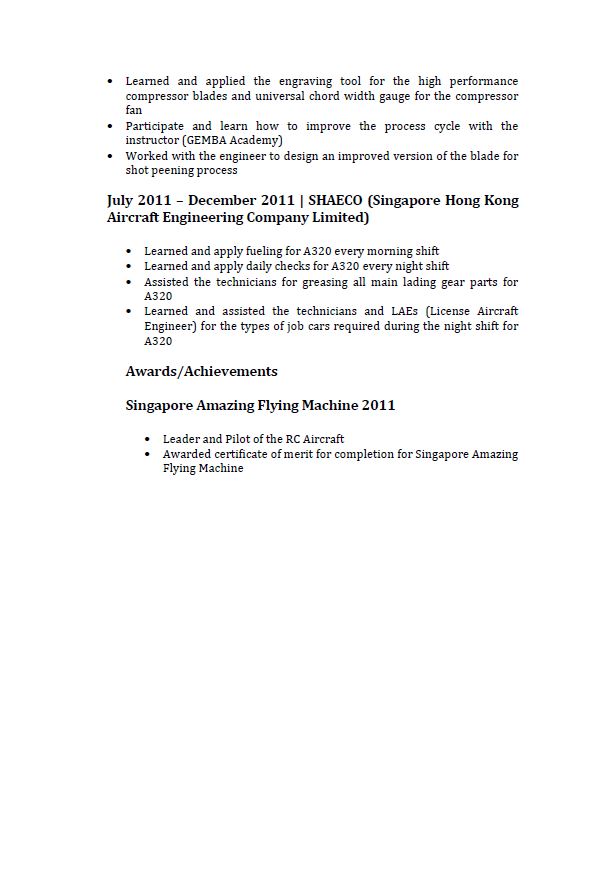 • Learned and applied the engraving tool for the high performance
compressor blades and universal chord width gauge for the compressor
fan
• Participate and learn how to improve the process cycle with the
instructor (GEMBA Academy)
• Worked with the engineer to design an improved version of the blade for
shot peening process
July 2011 – December 2011 | SHAECO (Singapore Hong Kong
Aircraft Engineering Company Limited)
• Learned and apply fueling for A320 every morning shift
• Learned and apply daily checks for A320 every night shift
• Assisted the technicians for greasing all main lading gear parts for
A320
• Learned and assisted the technicians and LAEs (License Aircraft
Engineer) for the types of job cars required during the night shift for
A320
Awards/Achievements
Singapore Amazing Flying Machine 2011
• Leader and Pilot of the RC Aircraft
• Awarded certificate of merit for completion for Singapore Amazing
Flying Machine